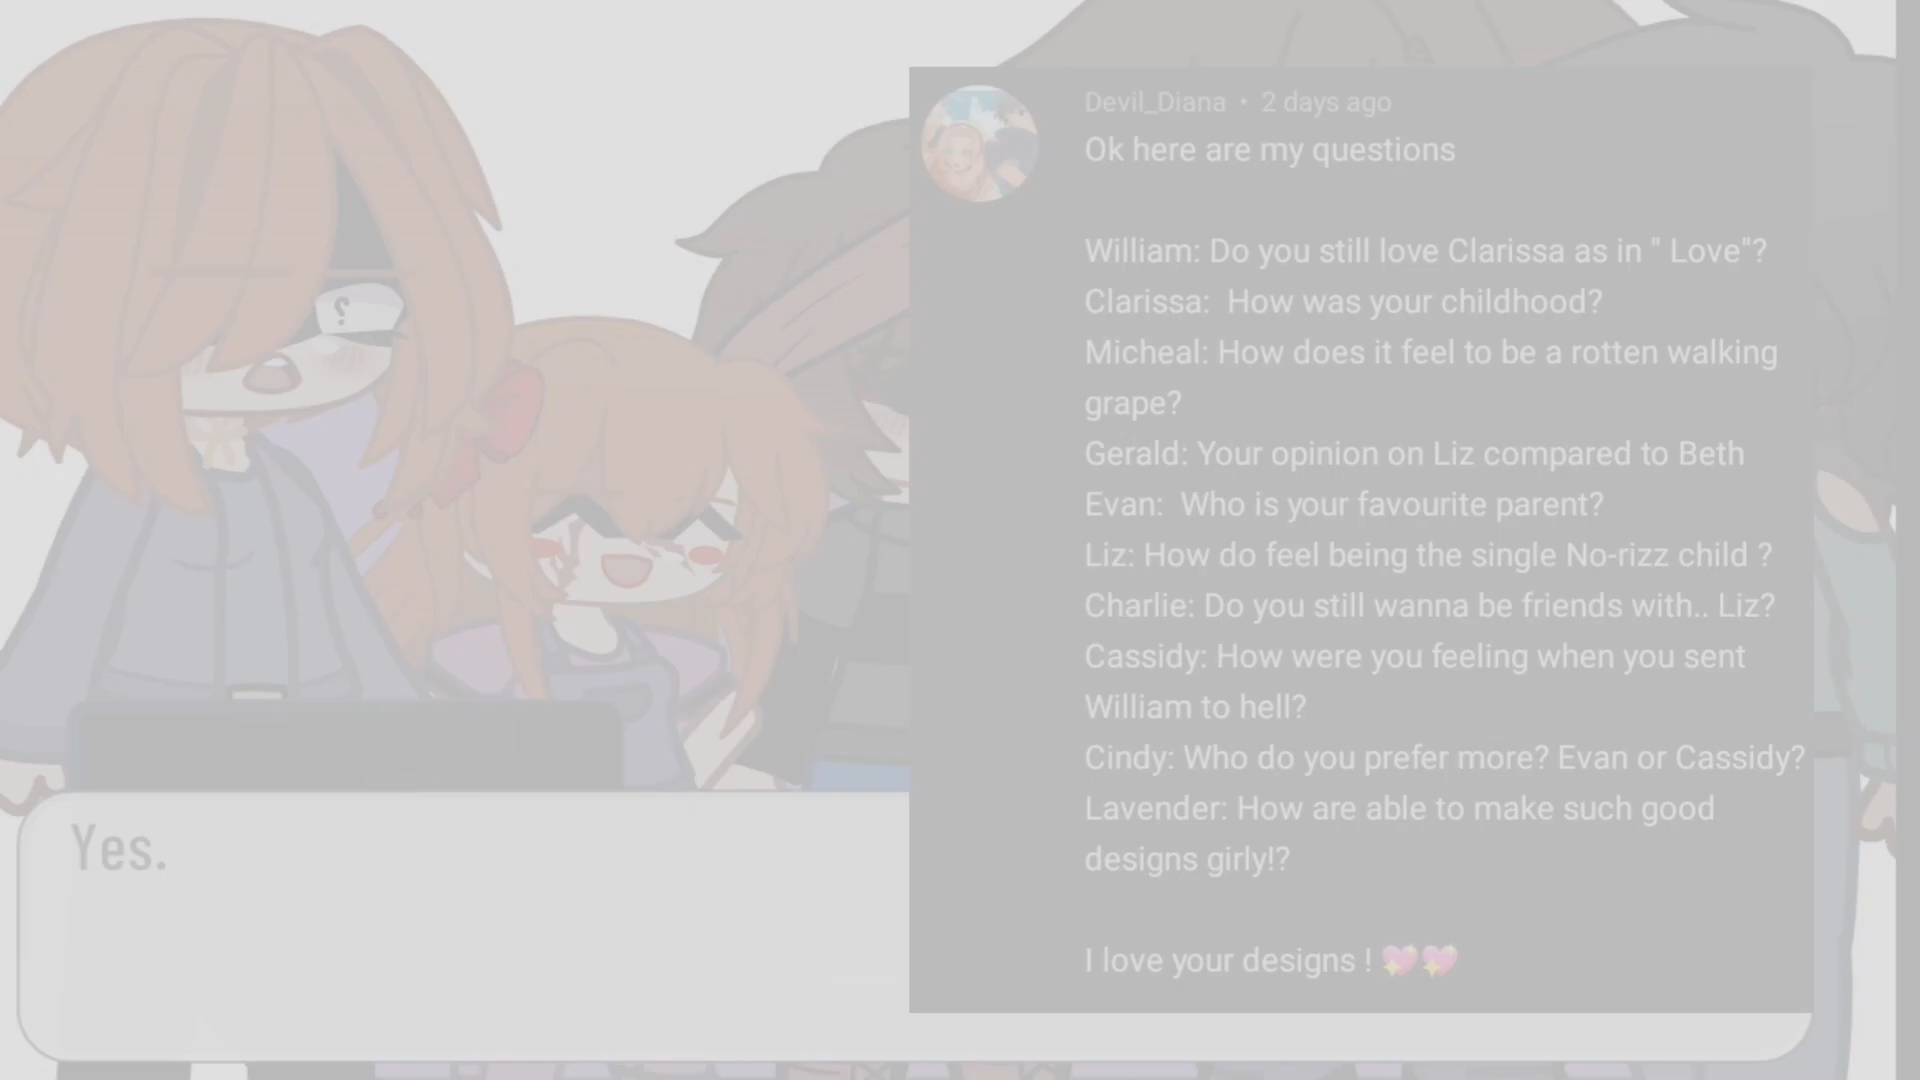 Devil_Diana • 2 days ago
Ok here are my questions
William: Do you still love Clarissa as in " Love"?
Clarissa:  How was your childhood?
Micheal: How does it feel to be a rotten walking
grape?
Gerald: Your opinion on Liz compared to Beth
Evan:  Who is your favourite parent?
Liz: How do feel being the single No-rizz child ?
Charlie: Do you still wanna be friends with.. Liz?
Cassidy: How were you feeling when you sent
William to hell?
Cindy: Who do you prefer more? Evan or Cassidy?
Lavender: How are able to make such good
designs girly!?
I love your designs ! 💖💖
Yes.